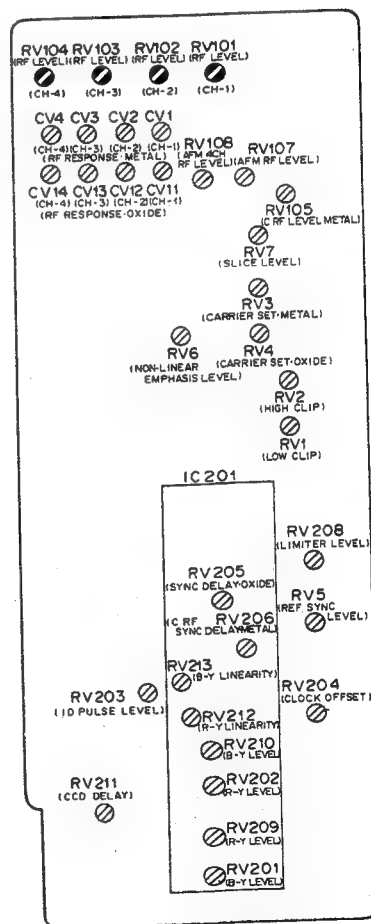 RV104 RV103 RV102 RV101
(RF LEVEL) (RF LEVEL) (RF LEVEL) (RF LEVEL)
(CH-4) (CH-3) (CH-2) (CH-1)
CV4 CV3 CV2 CV1
(CH-4) (CH-3) (CH-2) (CH-1)
(RF RESPONSE·METAL)
RV108
(AFM 4CH
RF LEVEL)
RV107
(AFM RF LEVEL)
CV14 CV13 CV12 CV11
(CH-4) (CH-3) (CH-2) (CH-1)
(RF RESPONSE·OXIDE)
RV105
(C RF LEVEL METAL)
RV7
(SLICE LEVEL)
RV3
(CARRIER SET·METAL)
RV6
(NON-LINEAR
EMPHASIS LEVEL)
RV4
(CARRIER SET·OXIDE)
RV2
(HIGH CLIP)
RV1
(LOW CLIP)
IC201
RV208
(LIMITER LEVEL)
RV205
(SYNC DELAY·OXIDE)
RV5
(REF. SYNC
LEVEL)
RV206
(C RF
SYNC DELAY·METAL)
RV213
(B-Y LINEARITY)
RV203
(ID PULSE LEVEL)
RV204
(CLOCK OFFSET)
RV212
(R-Y LINEARITY)
RV210
(B-Y LEVEL)
RV211
(CCD DELAY)
RV202
(R-Y LEVEL)
RV209
(R-Y LEVEL)
RV201
(B-Y LEVEL)